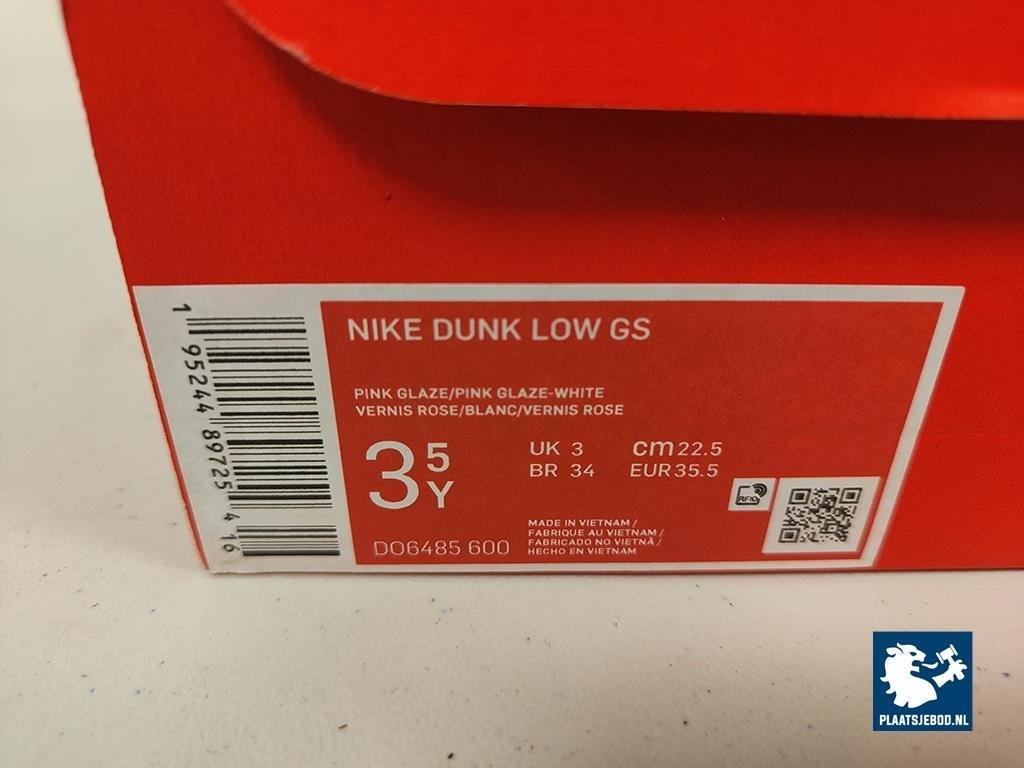 NIKE DUNK LOW GS
PINK GLAZE/PINK GLAZE-WHITE
VERNIS ROSE/BLANC/VERNIS ROSE
3 5 Y
UK 3 cm 22.5
BR 34 EUR 35.5
RFID
MADE IN VIETNAM /
FABRIQUE AU VIETNAM /
FABRICADO NO VIETNÃ /
HECHO EN VIETNAM
DO6485 600
1 95244 89725 4 16
PLAATSJEBOD.NL